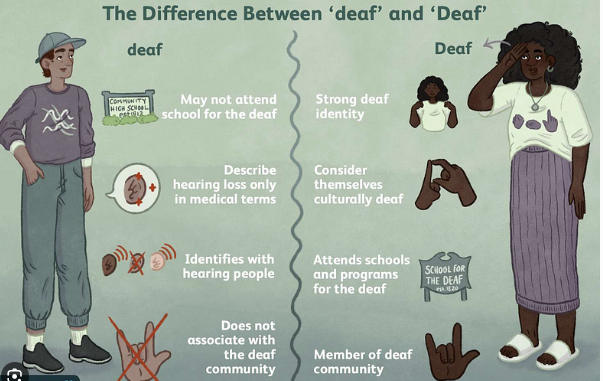 The Difference Between ‘deaf’ and ‘Deaf’
deaf
COMMUNITY
HIGH SCHOOL
May not attend
school for the deaf
Describe
hearing loss only
in medical terms
Identifies with
hearing people
Does not
associate with
the deaf
community
Deaf
Strong deaf
identity
Consider
themselves
culturally deaf
Attends schools
and programs
for the deaf
SCHOOL FOR
THE DEAF
EST. 1820
Member of deaf
community